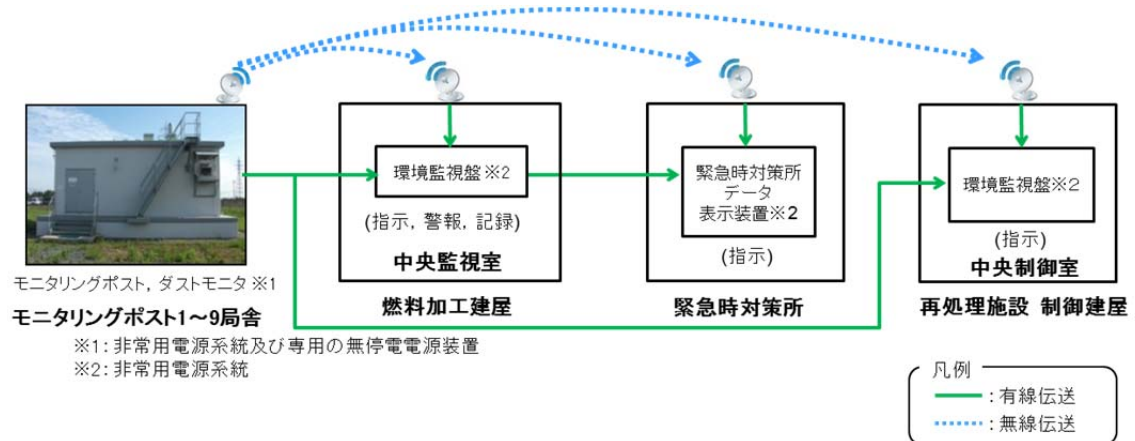 モニタリングポスト，ダストモニタ※1
モニタリングポスト1～9局舎
環境監視盤※2
(指示，警報，記録)
中央監視室
燃料加工建屋
緊急時対策所
データ
表示装置※2
(指示)
緊急時対策所
環境監視盤※2
(指示)
中央制御室
再処理施設 制御建屋
※1：非常用電源系統及び専用の無停電電源装置
※2：非常用電源系統
凡例
：有線伝送
：無線伝送